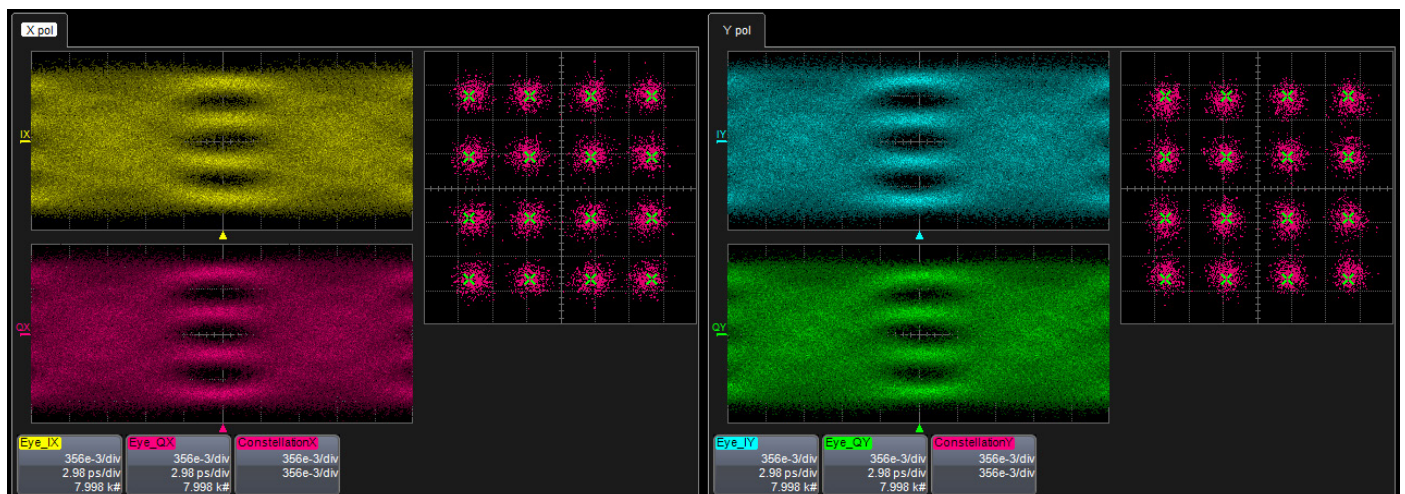 X pol
IX
QX
Eye_IX
356e-3/div
2.98 ps/div
7.998 k#
Eye_QX
356e-3/div
2.98 ps/div
7.998 k#
ConstellationX
356e-3/div
356e-3/div
Y pol
IY
QY
Eye_IY
356e-3/div
2.98 ps/div
7.998 k#
Eye_QY
356e-3/div
2.98 ps/div
7.998 k#
ConstellationY
356e-3/div
356e-3/div